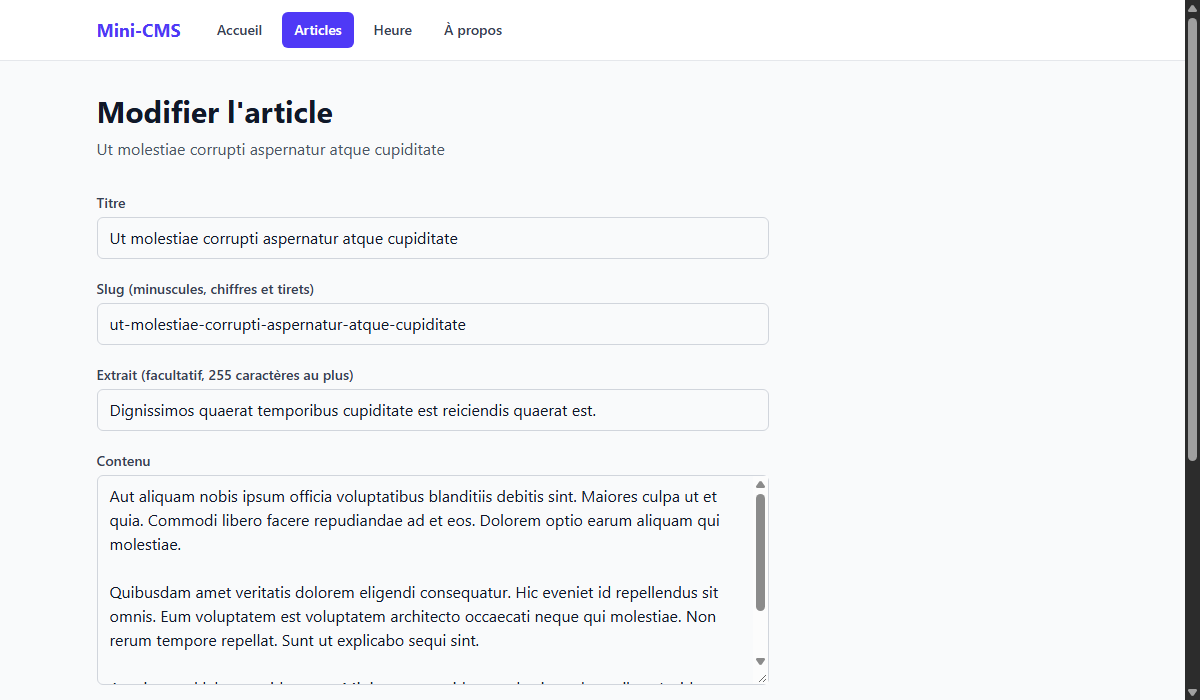 Mini-CMS
Accueil
Articles
Heure
À propos
Modifier l'article
Ut molestiae corrupti aspernatur atque cupiditate
Titre
Ut molestiae corrupti aspernatur atque cupiditate
Slug (minuscules, chiffres et tirets)
ut-molestiae-corrupti-aspernatur-atque-cupiditate
Extrait (facultatif, 255 caractères au plus)
Dignissimos quaerat temporibus cupiditate est reiciendis quaerat est.
Contenu
Aut aliquam nobis ipsum officia voluptatibus blanditiis debitis sint. Maiores culpa ut et
quia. Commodi libero facere repudiandae ad et eos. Dolorem optio earum aliquam qui
molestiae.
Quibusdam amet veritatis dolorem eligendi consequatur. Hic eveniet id repellendus sit
omnis. Eum voluptatem est voluptatem architecto occaecati neque qui molestiae. Non
rerum tempore repellat. Sunt ut explicabo sequi sint.